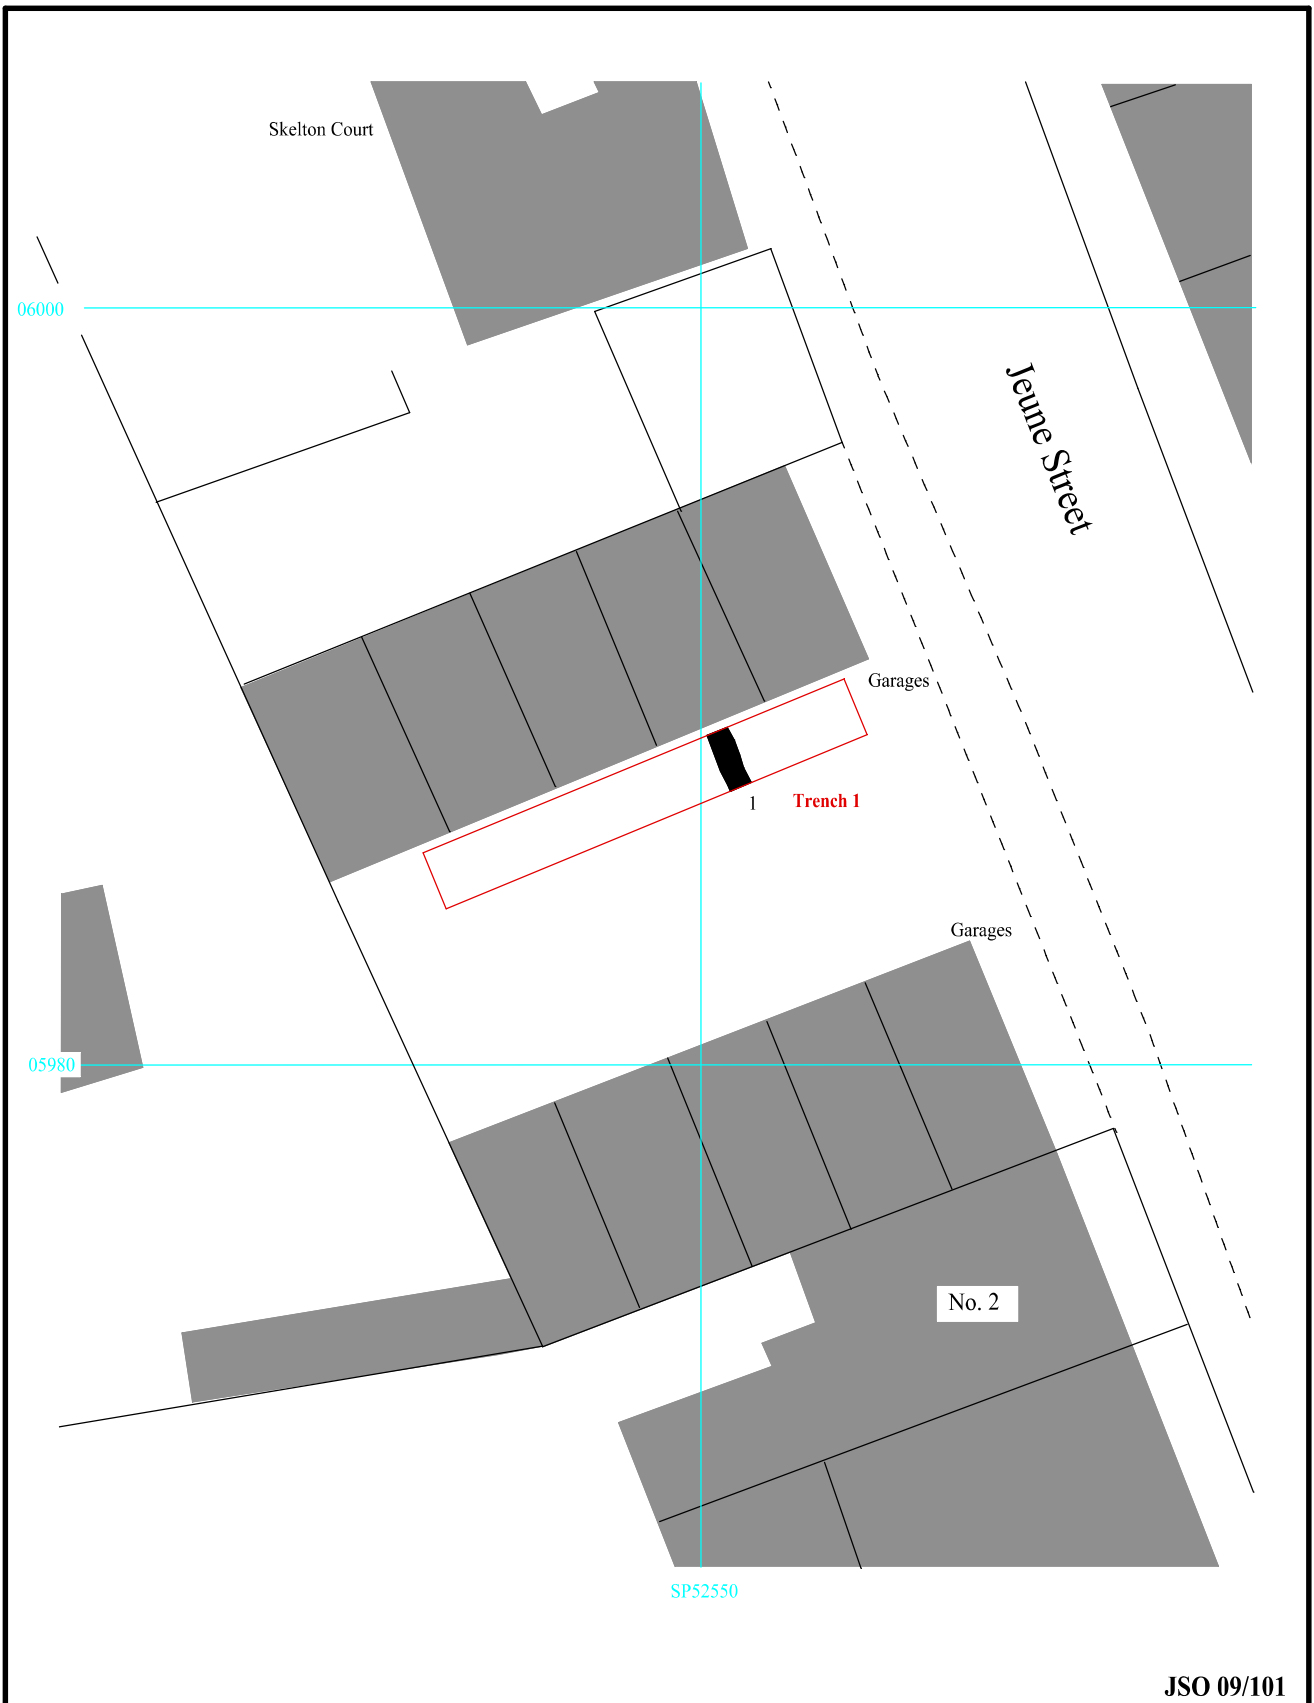 Skelton Court
06000
Jeune Street
Garages
Trench 1
1
Garages
05980
No. 2
SP52550
JSO 09/101